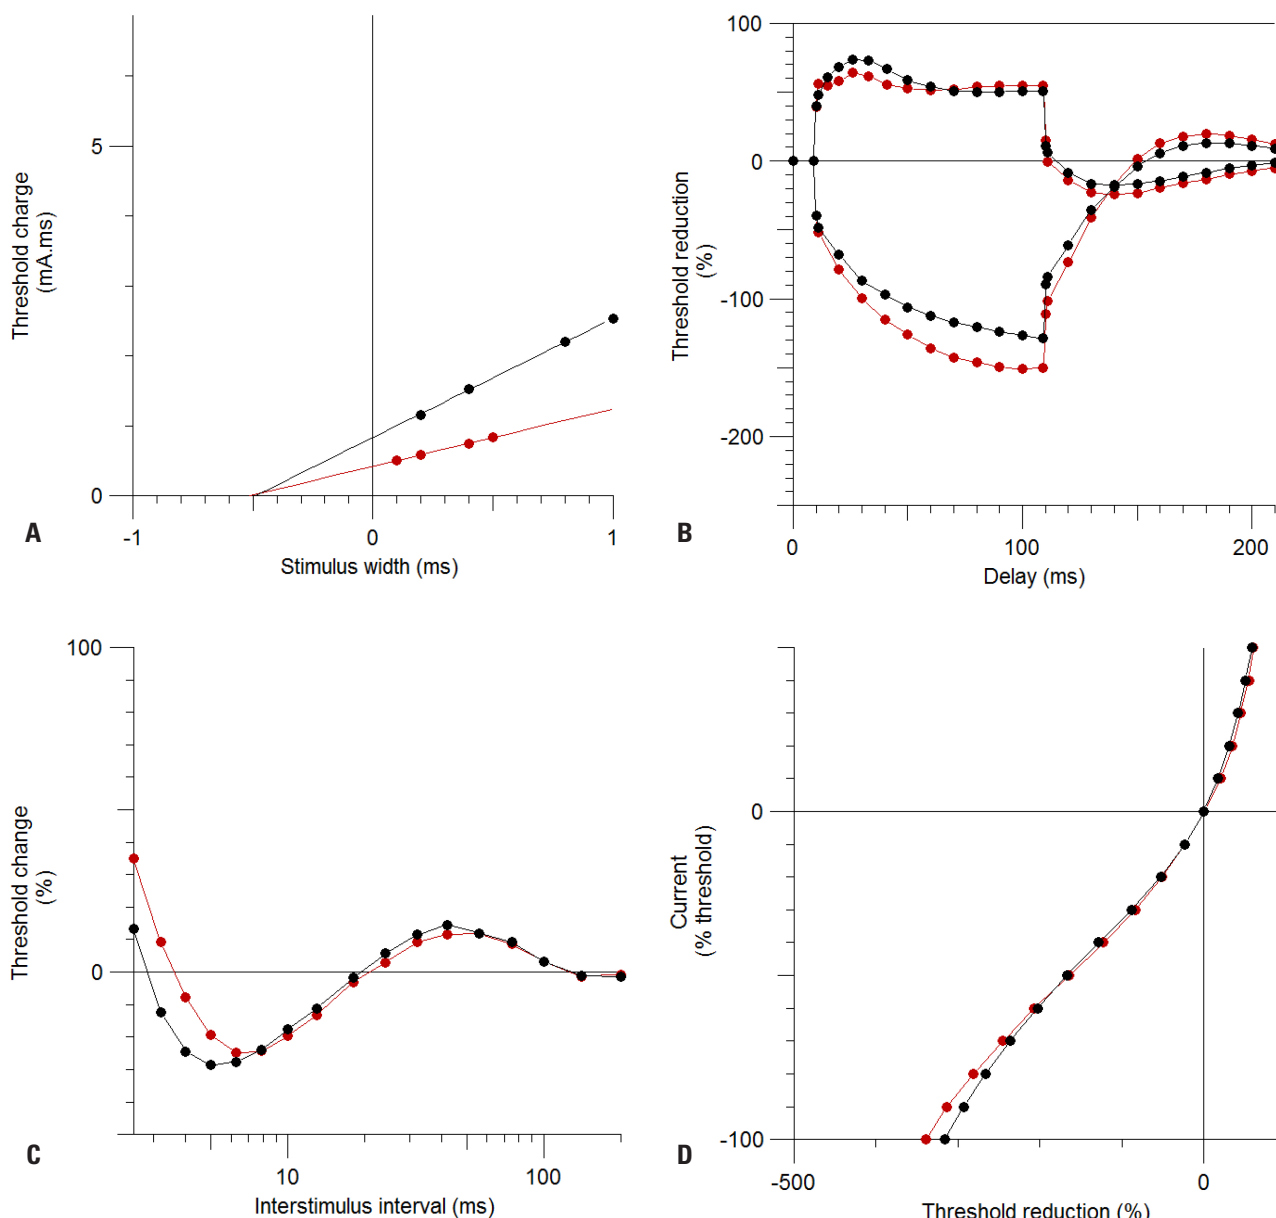 5
0
Threshold charge
(mA.ms)
-1
0
1
Stimulus width (ms)
A
100
0
-100
-200
Threshold reduction
(%)
0
100
200
Delay (ms)
B
100
0
Threshold change
(%)
10
100
Interstimulus interval (ms)
C
0
-100
Current
(% threshold)
-500
0
Threshold reduction (%)
D